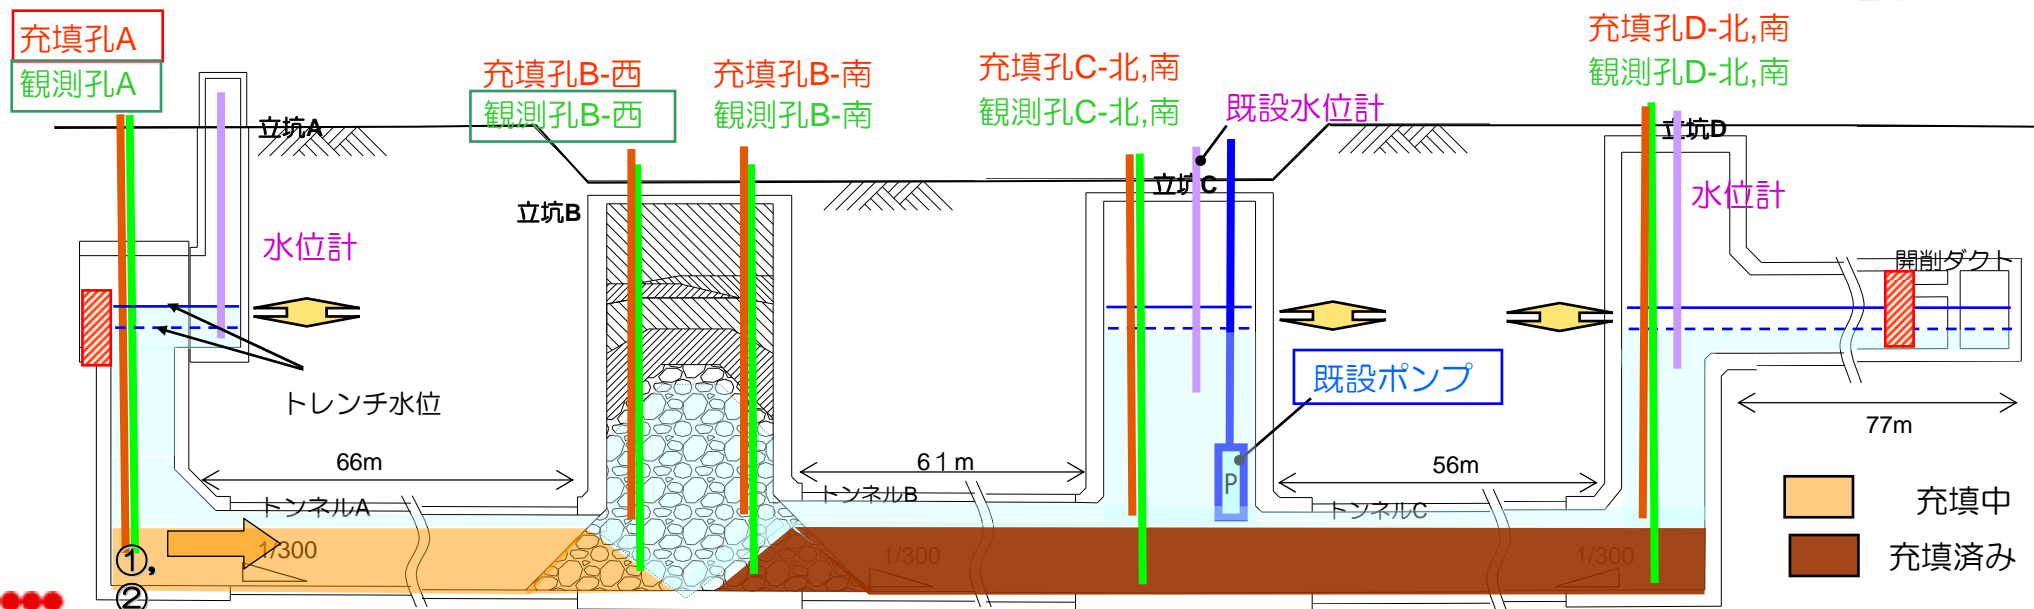 充填孔A
観測孔A
充填孔B-西
観測孔B-西
充填孔B-南
観測孔B-南
充填孔C-北,南
観測孔C-北,南
既設水位計
充填孔D-北,南
観測孔D-北,南
立坑A
立坑B
立坑C
立坑D
水位計
水位計
開削ダクト
トレンチ水位
既設ポンプ
P
66m
61m
56m
77m
トンネルA
トンネルB
トンネルC
1/300
1/300
1/300
①,
②
充填中
充填済み